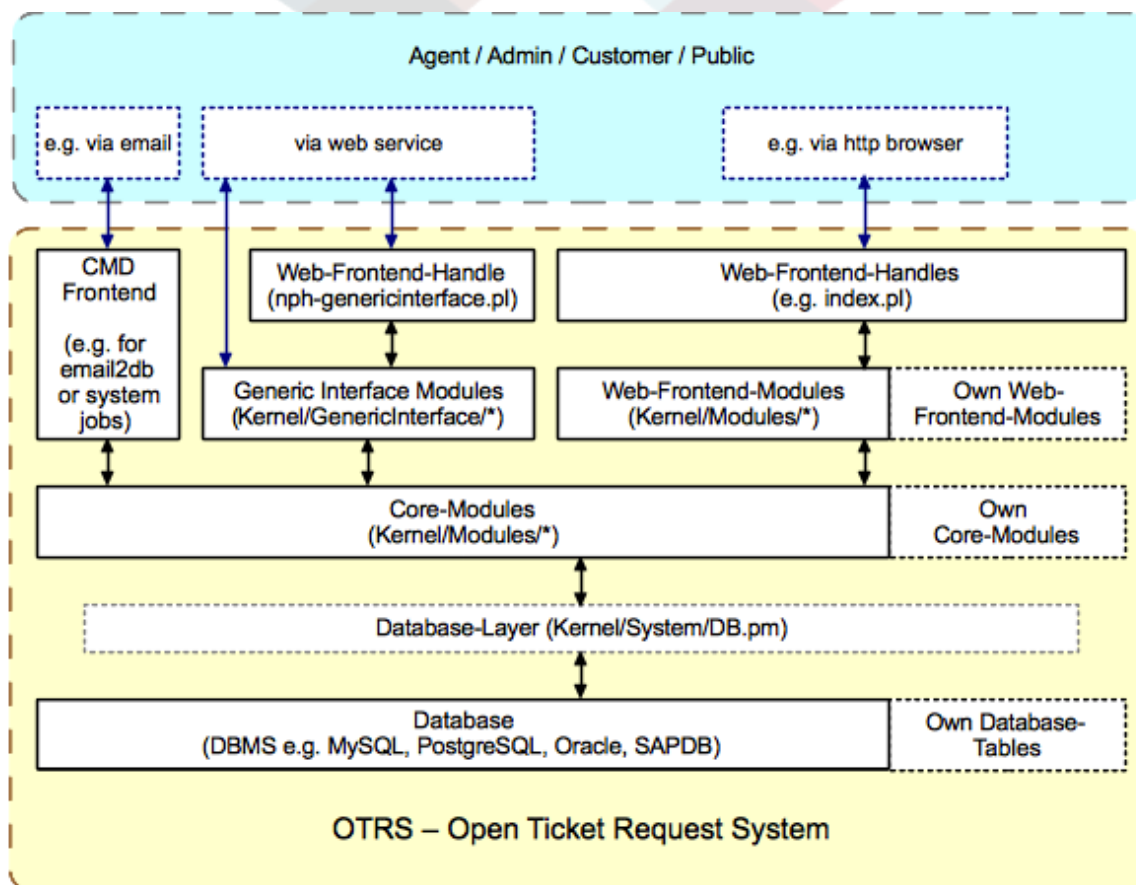 Agent / Admin / Customer / Public
e.g. via email
via web service
e.g. via http browser
CMD
Frontend
(e.g. for
email2db
or system
jobs)
Web-Frontend-Handle
(nph-genericinterface.pl)
Web-Frontend-Handles
(e.g. index.pl)
Generic Interface Modules
(Kernel/GenericInterface/*)
Web-Frontend-Modules
(Kernel/Modules/*)
Own Web-
Frontend-Modules
Core-Modules
(Kernel/Modules/*)
Own
Core-Modules
Database-Layer (Kernel/System/DB.pm)
Database
(DBMS e.g. MySQL, PostgreSQL, Oracle, SAPDB)
Own Database-
Tables
OTRS – Open Ticket Request System